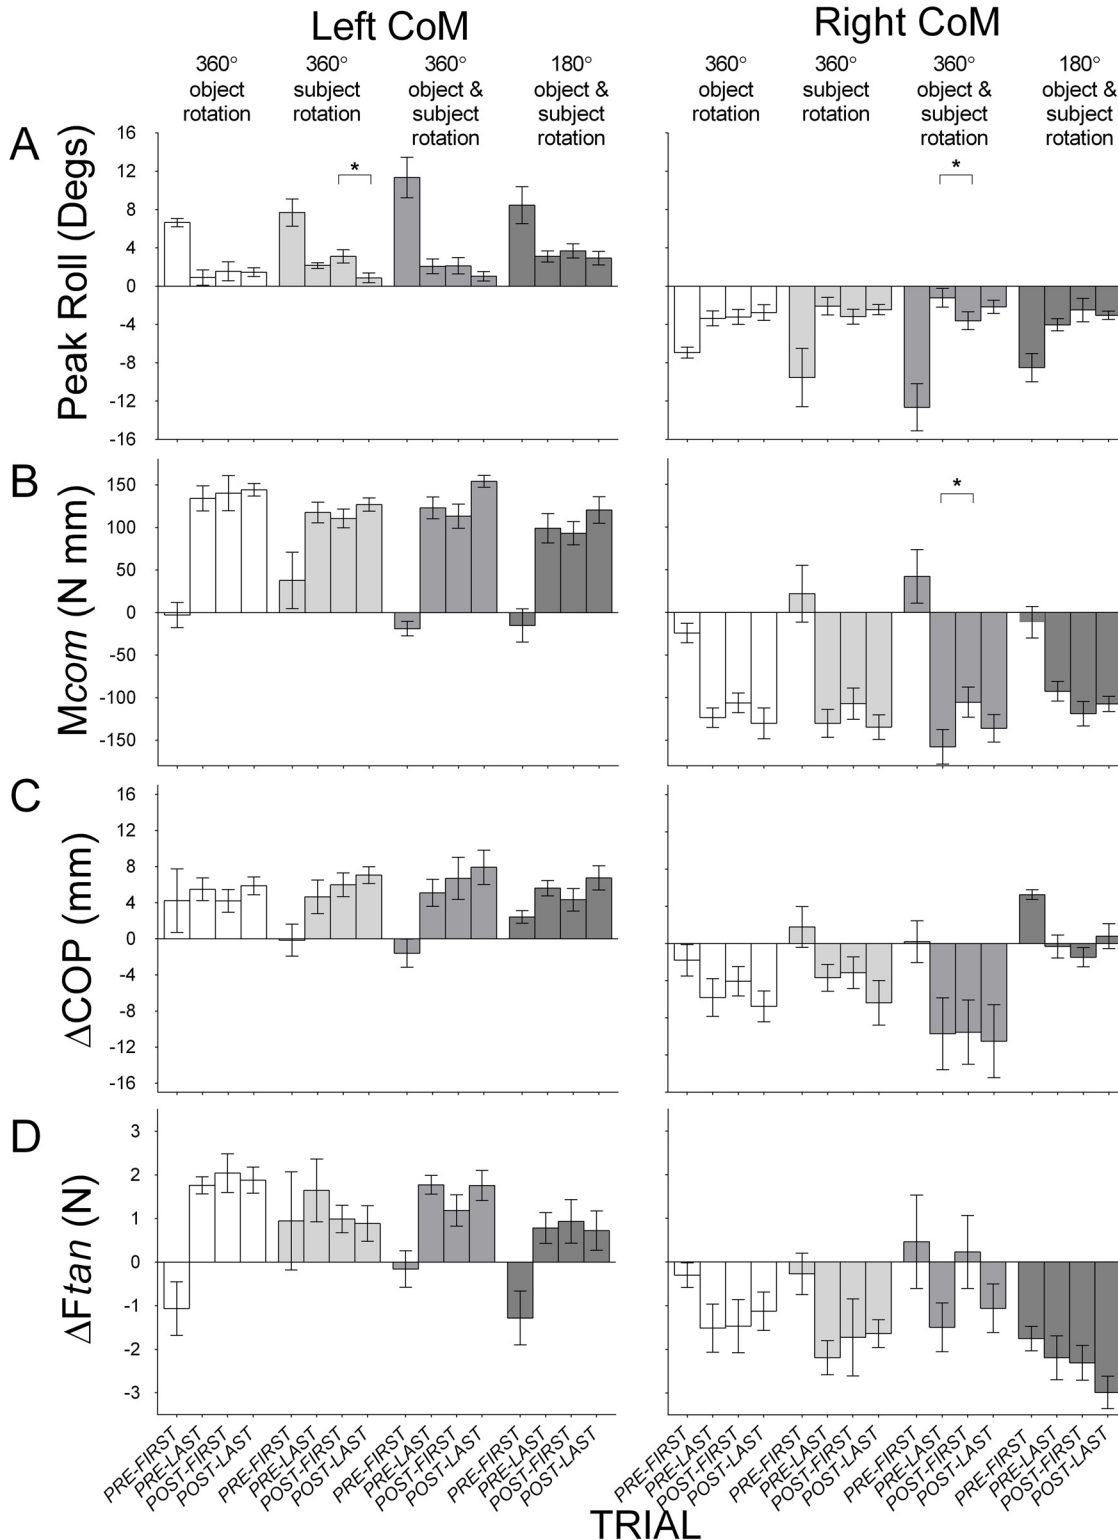 Left CoM
Right CoM
360°
object
rotation
360°
subject
rotation
360°
object &
subject
rotation
180°
object &
subject
rotation
360°
object
rotation
360°
subject
rotation
360°
object &
subject
rotation
180°
object &
subject
rotation
A
Peak Roll (Degs)
16
12
8
4
0
-4
-8
-12
-16
*
*
B
Mcom (N mm)
150
100
50
0
-50
-100
-150
*
C
ΔCOP (mm)
16
12
8
4
0
-4
-8
-12
-16
D
ΔFtan (N)
3
2
1
0
-1
-2
-3
PRE-FIRST
PRE-LAST
POST-FIRST
POST-LAST
PRE-FIRST
PRE-LAST
POST-FIRST
POST-LAST
PRE-FIRST
PRE-LAST
POST-FIRST
POST-LAST
PRE-FIRST
PRE-LAST
POST-FIRST
POST-LAST
PRE-FIRST
PRE-LAST
POST-FIRST
POST-LAST
PRE-FIRST
PRE-LAST
POST-FIRST
POST-LAST
PRE-FIRST
PRE-LAST
POST-FIRST
POST-LAST
PRE-FIRST
PRE-LAST
POST-FIRST
POST-LAST
TRIAL